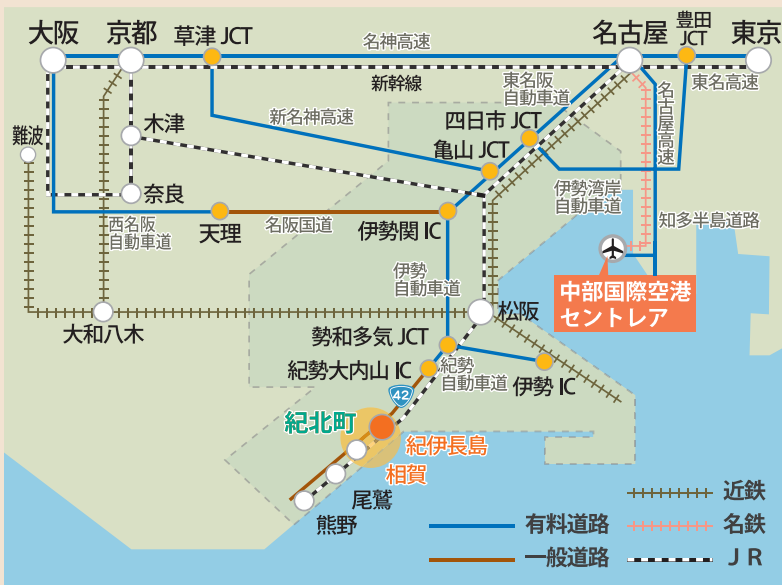 大阪
京都
草津 JCT
名神高速
名古屋
豊田
JCT
東京
新幹線
東名阪
自動車道
東名高速
名古屋高速
新名神高速
木津
四日市 JCT
難波
亀山 JCT
奈良
伊勢湾岸
自動車道
知多半島道路
西名阪
自動車道
天理
名阪国道
伊勢関 IC
伊勢
自動車道
中部国際空港
セントレア
大和八木
松阪
勢和多気 JCT
紀勢大内山 IC
紀勢
自動車道
伊勢 IC
42
紀北町
紀伊長島
相賀
尾鷲
熊野
近鉄
有料道路
名鉄
一般道路
ＪＲ